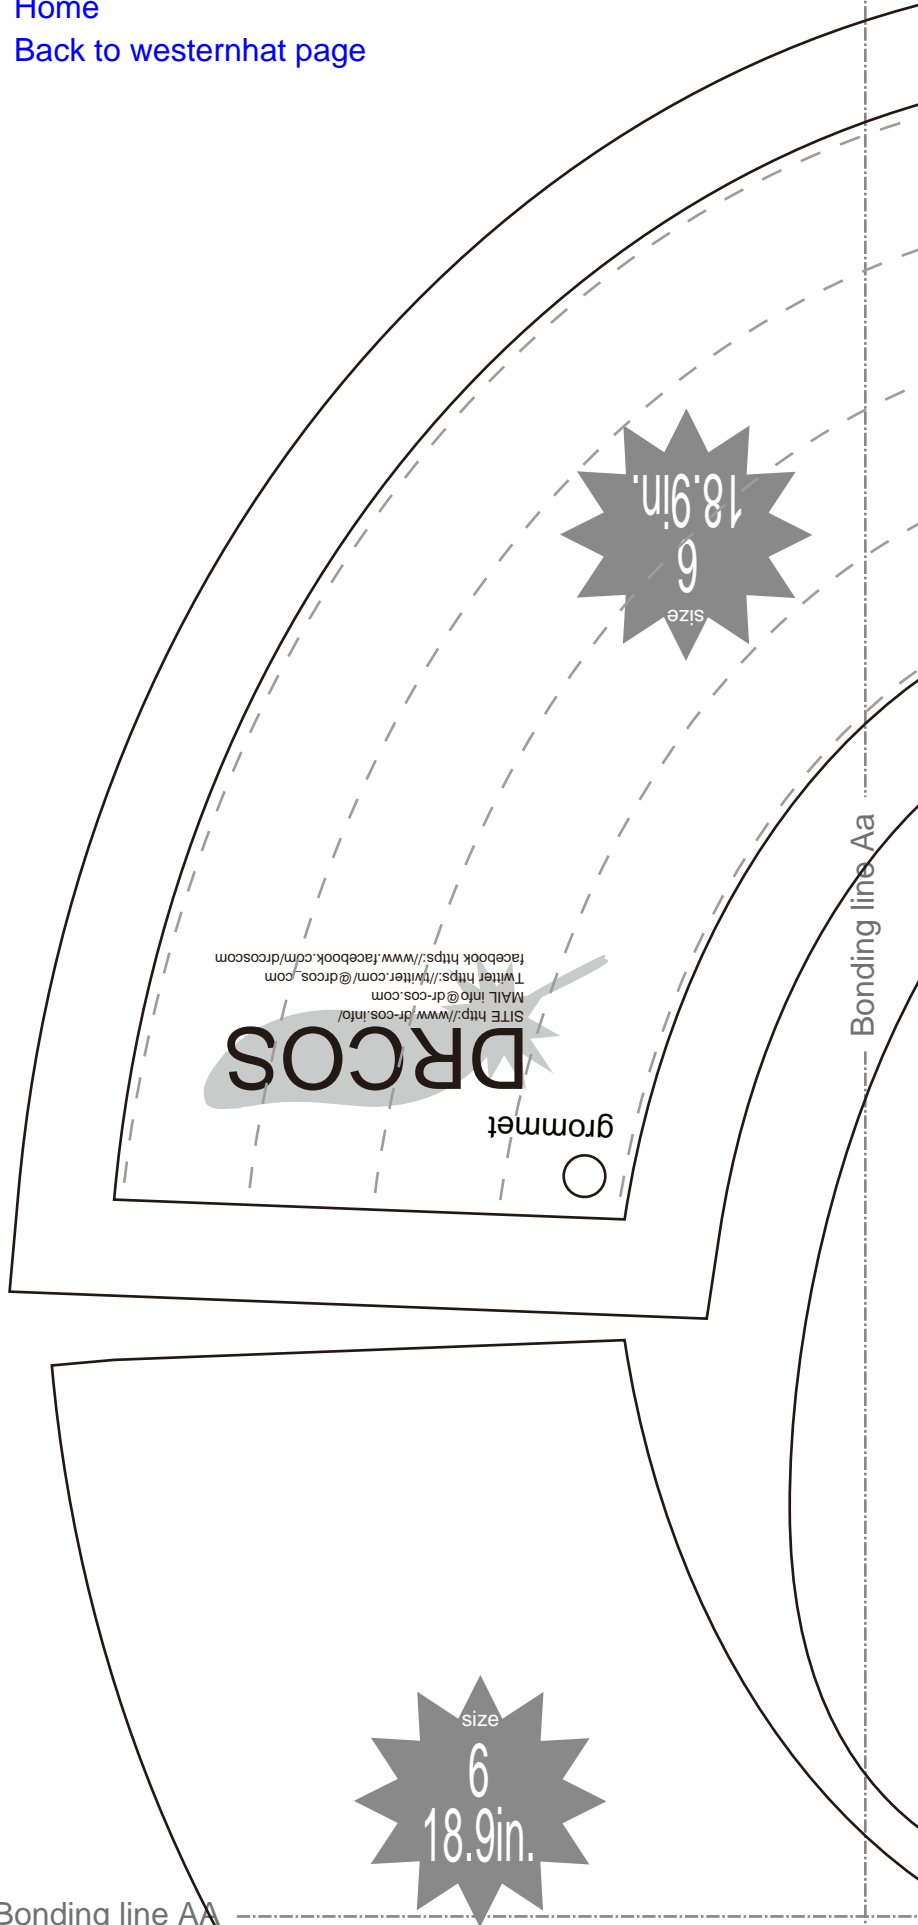 Home
Back to westernhat page
size
6
18.9in.
Bonding line Aa
grommet
DRCOS
SITE http://www,dr-cos.info/
MAIL info@dr-cos.com
Twitter https://twitter.com/@drcos_com
facebook https://www.facebook.com/drcoscom
size
6
18.9in.
Bonding line AA